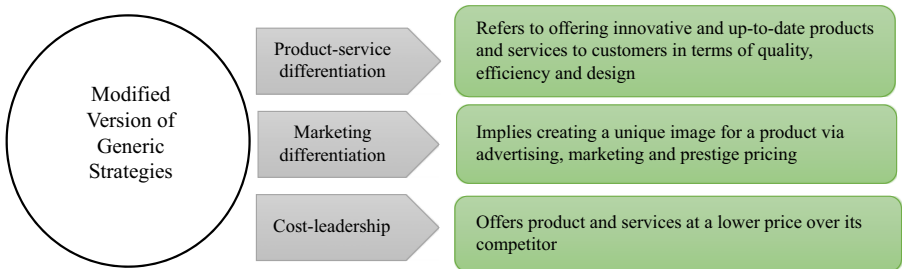 Modified
Version of
Generic
Strategies
Product-service
differentiation
Refers to offering innovative and up-to-date products
and services to customers in terms of quality,
efficiency and design
Marketing
differentiation
Implies creating a unique image for a product via
advertising, marketing and prestige pricing
Cost-leadership
Offers product and services at a lower price over its
competitor